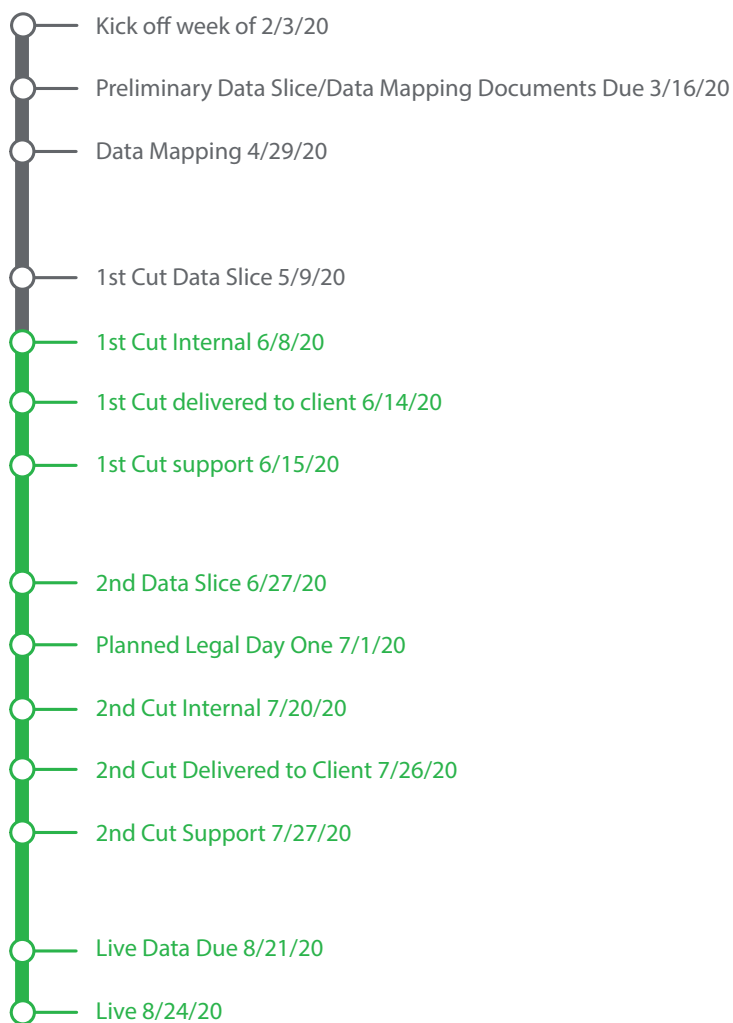 Kick off week of 2/3/20
Preliminary Data Slice/Data Mapping Documents Due 3/16/20
Data Mapping 4/29/20
1st Cut Data Slice 5/9/20
1st Cut Internal 6/8/20
1st Cut delivered to client 6/14/20
1st Cut support 6/15/20
2nd Data Slice 6/27/20
Planned Legal Day One 7/1/20
2nd Cut Internal 7/20/20
2nd Cut Delivered to Client 7/26/20
2nd Cut Support 7/27/20
Live Data Due 8/21/20
Live 8/24/20